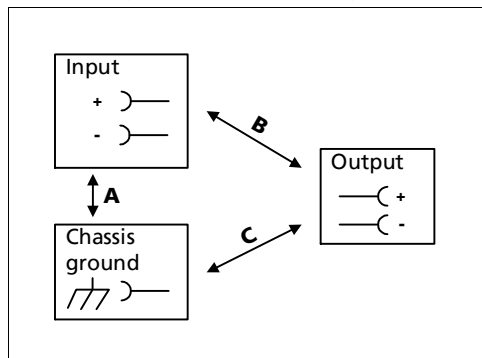 Input
+
-
B
Output
+
-
A
Chassis
ground
C